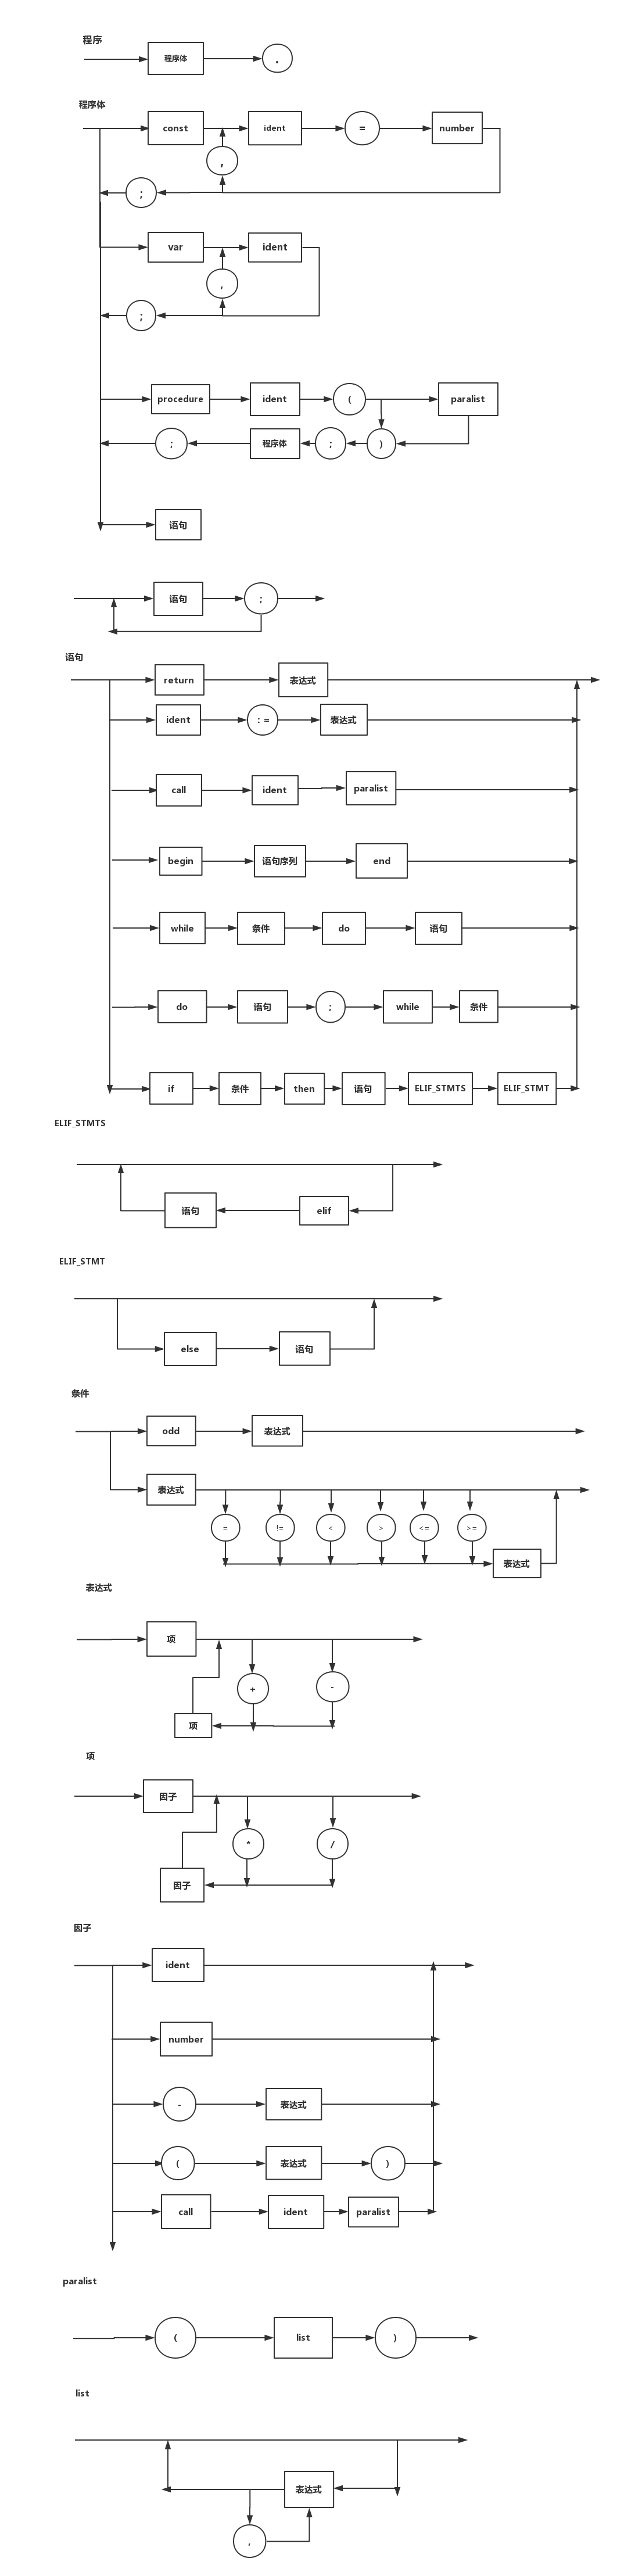 程序
程序体 .
程序体
const ident = number
,
;
var ident
,
;
procedure ident ( paralist
; 程序体 ; )
语句
语句 ;
语句
return 表达式
ident := 表达式
call ident paralist
begin 语句序列 end
while 条件 do 语句
do 语句 ; while 条件
if 条件 then 语句 ELIF_STMTS ELIF_STMT
ELIF_STMTS
语句 elif
ELIF_STMT
else 语句
条件
odd 表达式
表达式
= != < > <= >=
表达式
表达式
项
+ -
项
项
因子
* /
因子
因子
ident
number
- 表达式
( 表达式 )
call ident paralist
paralist
( list )
list
表达式
,